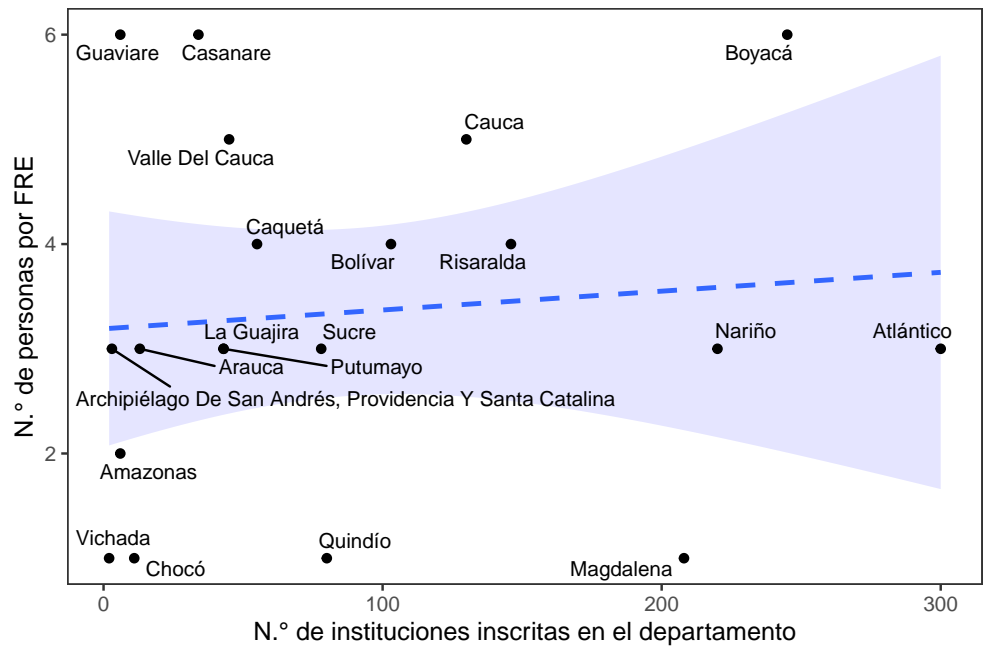 6
Guaviare
Casanare
Boyacá
Cauca
Valle Del Cauca
N.° de personas por FRE
Caquetá
4
Bolívar
Risaralda
La Guajira
Sucre
Nariño
Atlántico
Arauca
Putumayo
Archipiélago De San Andrés, Providencia Y Santa Catalina
2
Amazonas
Vichada
Quindío
Chocó
Magdalena
0
100
200
300
N.° de instituciones inscritas en el departamento